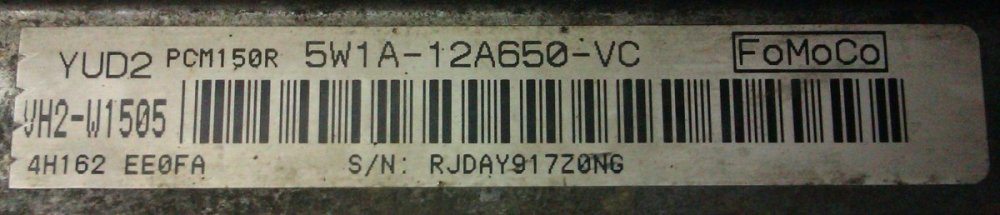 YUD2 PCM150R 5W1A-12A650-VC FoMoCo
VH2-W1505
4H162 EE0FA S/N: RJDAY917Z0NG